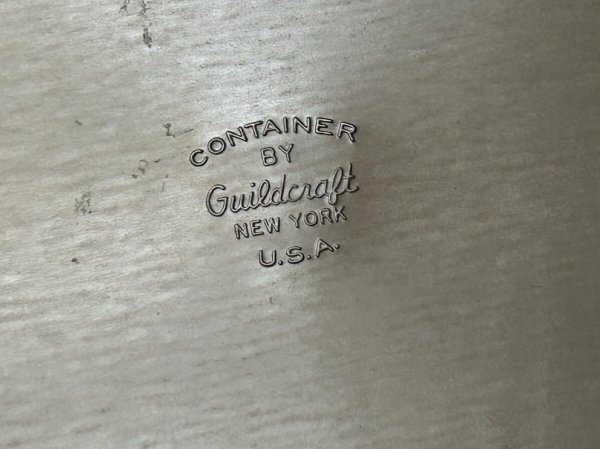 CONTAINER
BY
Guildcraft
NEW YORK
U.S.A.